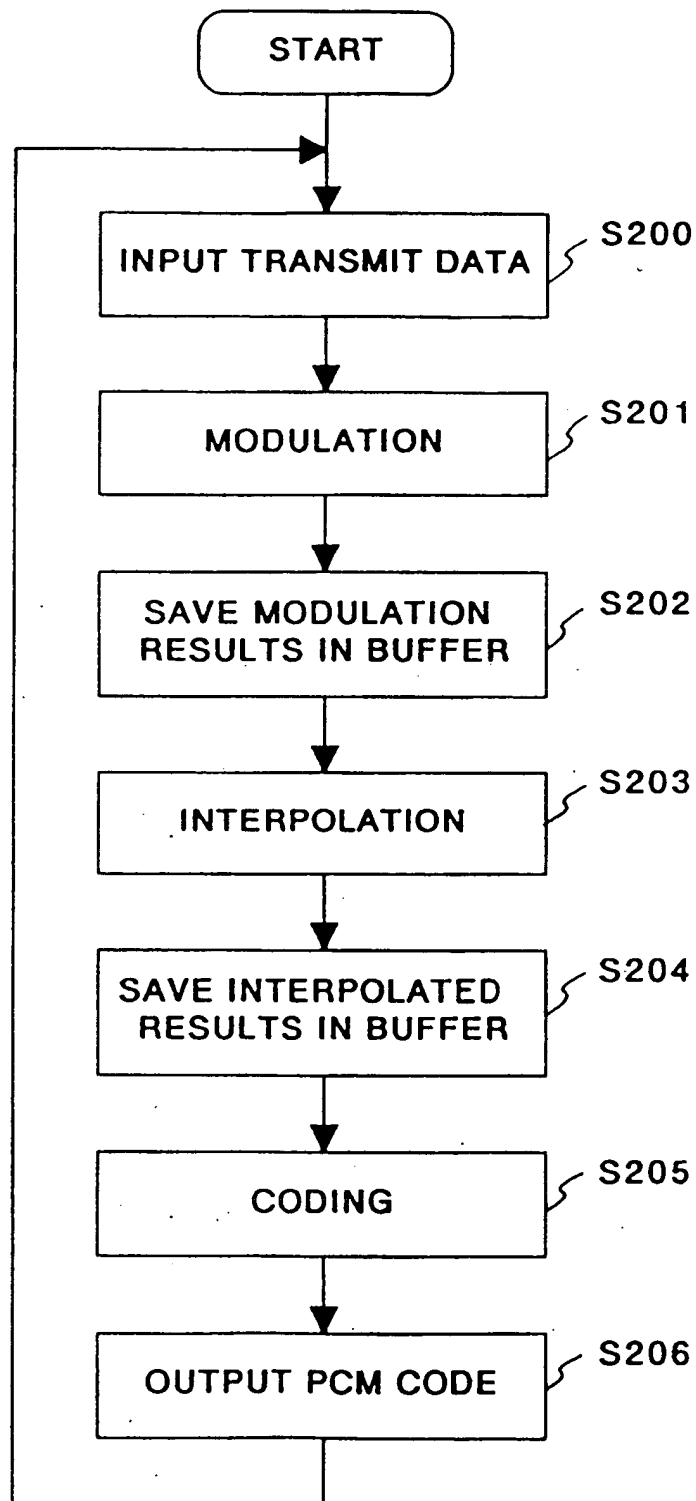 START
INPUT TRANSMIT DATA
S200
MODULATION
S201
SAVE MODULATION
RESULTS IN BUFFER
S202
INTERPOLATION
S203
SAVE INTERPOLATED
RESULTS IN BUFFER
S204
CODING
S205
OUTPUT PCM CODE
S206